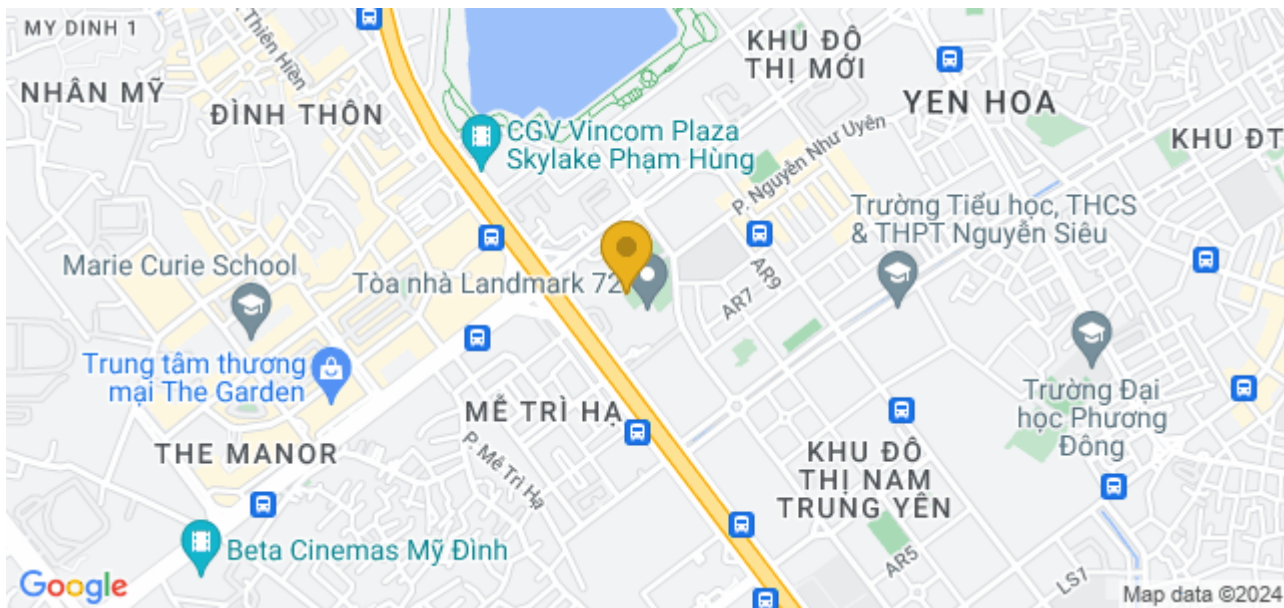 MY DINH 1
Thiên Hiền
NHÂN MỸ
ĐÌNH THÔN
KHU ĐÔ
THỊ MỚI
YEN HOA
KHU ĐT
CGV Vincom Plaza
Skylake Phạm Hùng
P. Nguyễn Như Uyên
Trường Tiểu học, THCS
& THPT Nguyễn Siêu
Marie Curie School
Tòa nhà Landmark 72
AR9
AR7
Trung tâm thương
mại The Garden
MỄ TRÌ HẠ
P. Mễ Trì Hạ
Trường Đại
học Phương
Đông
THE MANOR
KHU ĐÔ
THỊ NAM
TRUNG YÊN
Beta Cinemas Mỹ Đình
AR5
LS1
Google
Map data ©2024